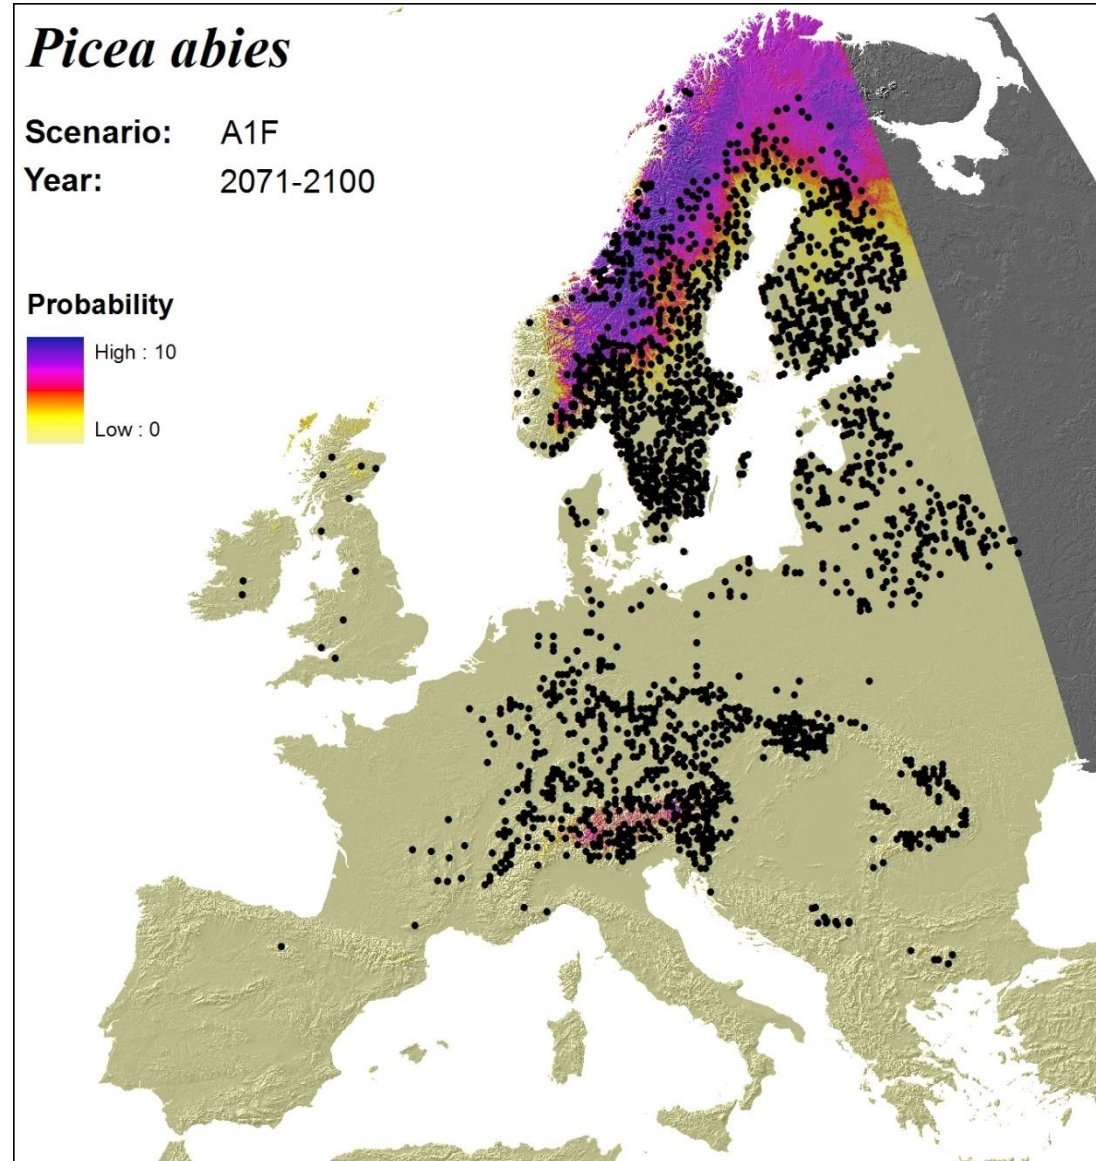 Picea abies
Scenario: A1F
Year: 2071-2100
Probability
High : 10
Low : 0